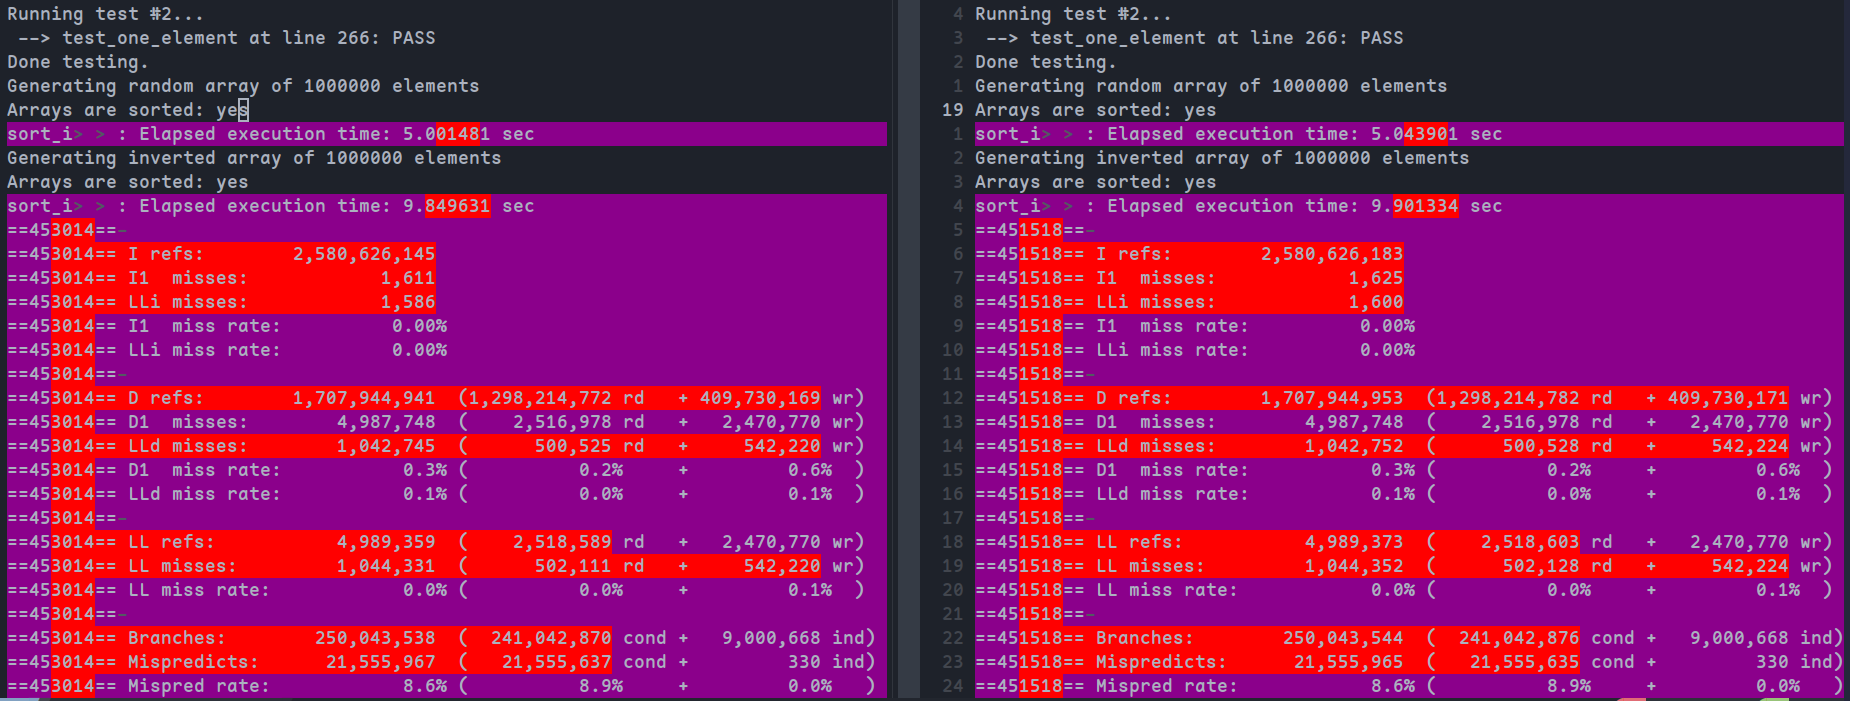 Running test #2...
 --> test_one_element at line 266: PASS
Done testing.
Generating random array of 1000000 elements
Arrays are sorted: yes
sort_i> > : Elapsed execution time: 5.001481 sec
Generating inverted array of 1000000 elements
Arrays are sorted: yes
sort_i> > : Elapsed execution time: 9.849631 sec
==453014==-
==453014== I refs:        2,580,626,145
==453014== I1  misses:            1,611
==453014== LLi misses:            1,586
==453014== I1  miss rate:          0.00%
==453014== LLi miss rate:          0.00%
==453014==-
==453014== D refs:        1,707,944,941  (1,298,214,772 rd   + 409,730,169 wr)
==453014== D1  misses:        4,987,748  (    2,516,978 rd   +   2,470,770 wr)
==453014== LLd misses:        1,042,745  (      500,525 rd   +     542,220 wr)
==453014== D1  miss rate:           0.3% (          0.2%     +         0.6%  )
==453014== LLd miss rate:           0.1% (          0.0%     +         0.1%  )
==453014==-
==453014== LL refs:           4,989,359  (    2,518,589 rd   +   2,470,770 wr)
==453014== LL misses:         1,044,331  (      502,111 rd   +     542,220 wr)
==453014== LL miss rate:            0.0% (          0.0%     +         0.1%  )
==453014==-
==453014== Branches:        250,043,538  (  241,042,870 cond +   9,000,668 ind)
==453014== Mispredicts:      21,555,967  (   21,555,637 cond +         330 ind)
==453014== Mispred rate:            8.6% (          8.9%     +         0.0%   )
4 Running test #2...
3  --> test_one_element at line 266: PASS
2 Done testing.
1 Generating random array of 1000000 elements
19 Arrays are sorted: yes
1 sort_i> > : Elapsed execution time: 5.043901 sec
2 Generating inverted array of 1000000 elements
3 Arrays are sorted: yes
4 sort_i> > : Elapsed execution time: 9.901334 sec
5 ==451518==-
6 ==451518== I refs:        2,580,626,183
7 ==451518== I1  misses:            1,625
8 ==451518== LLi misses:            1,600
9 ==451518== I1  miss rate:          0.00%
10 ==451518== LLi miss rate:          0.00%
11 ==451518==-
12 ==451518== D refs:        1,707,944,953  (1,298,214,782 rd   + 409,730,171 wr)
13 ==451518== D1  misses:        4,987,748  (    2,516,978 rd   +   2,470,770 wr)
14 ==451518== LLd misses:        1,042,752  (      500,528 rd   +     542,224 wr)
15 ==451518== D1  miss rate:           0.3% (          0.2%     +         0.6%  )
16 ==451518== LLd miss rate:           0.1% (          0.0%     +         0.1%  )
17 ==451518==-
18 ==451518== LL refs:           4,989,373  (    2,518,603 rd   +   2,470,770 wr)
19 ==451518== LL misses:         1,044,352  (      502,128 rd   +     542,224 wr)
20 ==451518== LL miss rate:            0.0% (          0.0%     +         0.1%  )
21 ==451518==-
22 ==451518== Branches:        250,043,544  (  241,042,876 cond +   9,000,668 ind)
23 ==451518== Mispredicts:      21,555,965  (   21,555,635 cond +         330 ind)
24 ==451518== Mispred rate:            8.6% (          8.9%     +         0.0%   )